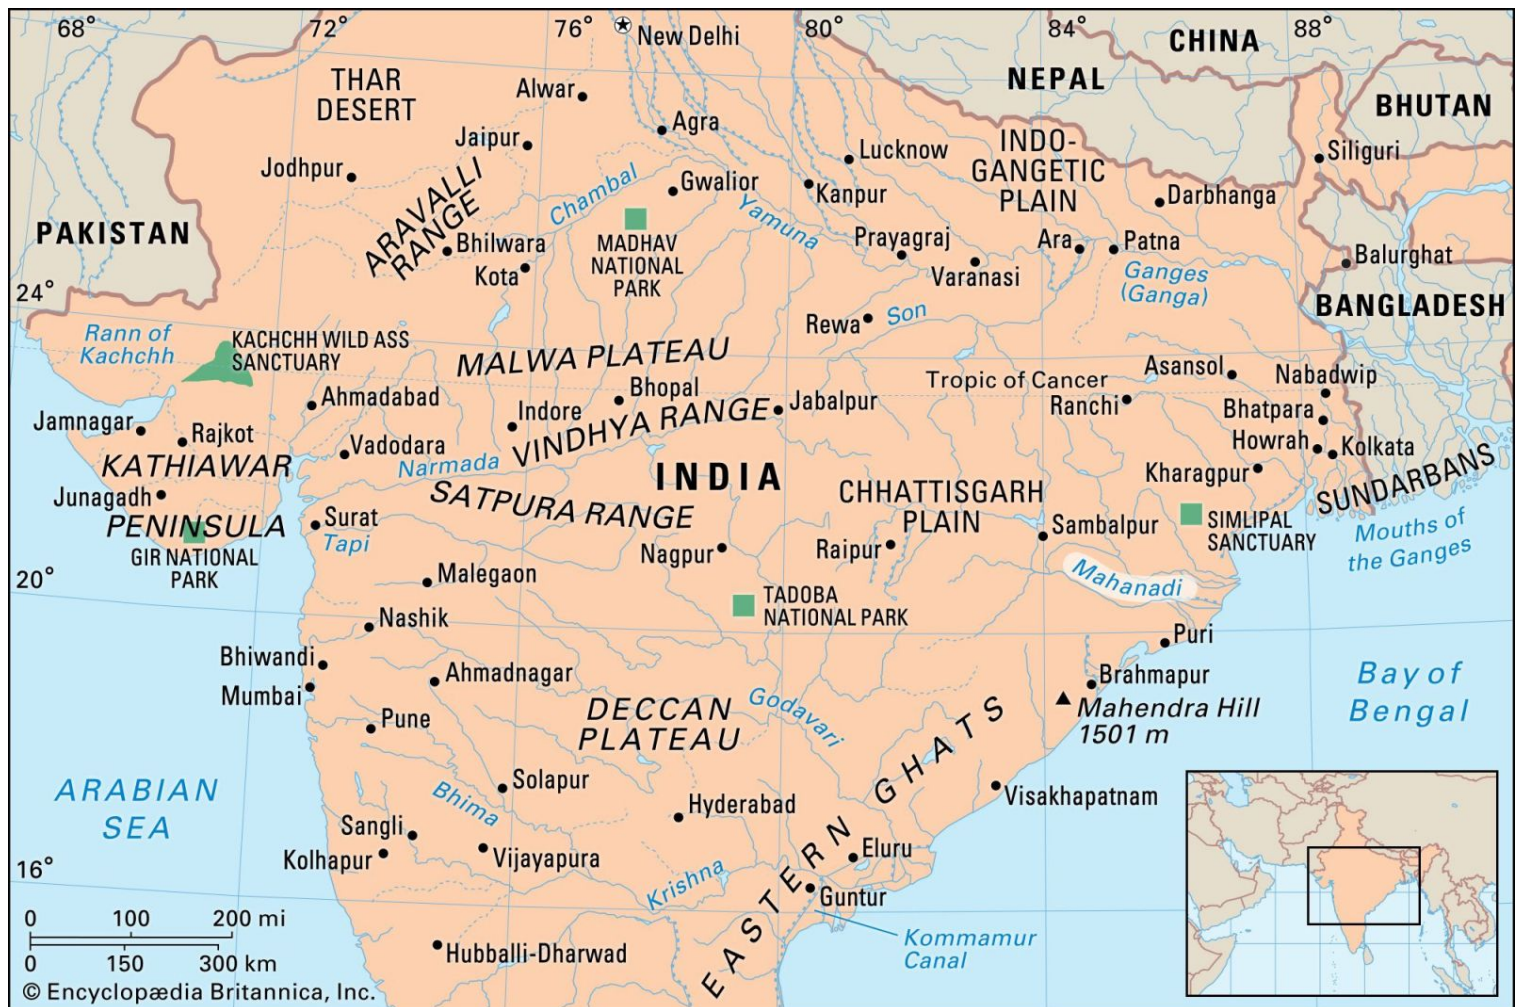 68°
72°
76°
80°
84°
88°
New Delhi
CHINA
NEPAL
BHUTAN
THAR
DESERT
Alwar
Agra
Jaipur
Lucknow
INDO-
GANGETIC
PLAIN
Siliguri
Jodhpur
ARAVALLI
RANGE
Chambal
Gwalior
Kanpur
Darbhanga
PAKISTAN
Bhilwara
Kota
MADHAV
NATIONAL
PARK
Yamuna
Prayagraj
Varanasi
Ara
Patna
Ganges
(Ganga)
Balurghat
BANGLADESH
24°
Rann of
Kachchh
KACHCHH WILD ASS
SANCTUARY
Rewa
Son
MALWA PLATEAU
Asansol
Tropic of Cancer
Nabadwip
Ranchi
Bhatpara
Howrah
Kolkata
Kharagpur
SUNDARBANS
Ahmadabad
Bhopal
Indore
VINDHYA RANGE
Jabalpur
Jamnagar
Rajkot
Vadodara
Narmada
KATHIAWAR
PENINSULA
Junagadh
GIR NATIONAL
PARK
Surat
Tapi
SATPURA RANGE
INDIA
CHHATTISGARH
PLAIN
Nagpur
Raipur
Sambalpur
SIMLIPAL
SANCTUARY
Mouths of
the Ganges
20°
Malegaon
TADOBA
NATIONAL PARK
Mahanadi
Nashik
Puri
Bhiwandi
Mumbai
Ahmadnagar
Brahmapur
Mahendra Hill
1501 m
Bay of
Bengal
Pune
DECCAN
PLATEAU
Godavari
EASTERN GHATS
ARABIAN
SEA
Bhima
Solapur
Hyderabad
Visakhapatnam
Sangli
Kolhapur
Vijayapura
Eluru
16°
Krishna
Guntur
Kommamur
Canal
Hubballi-Dharwad
0 100 200 mi
0 150 300 km
© Encyclopædia Britannica, Inc.